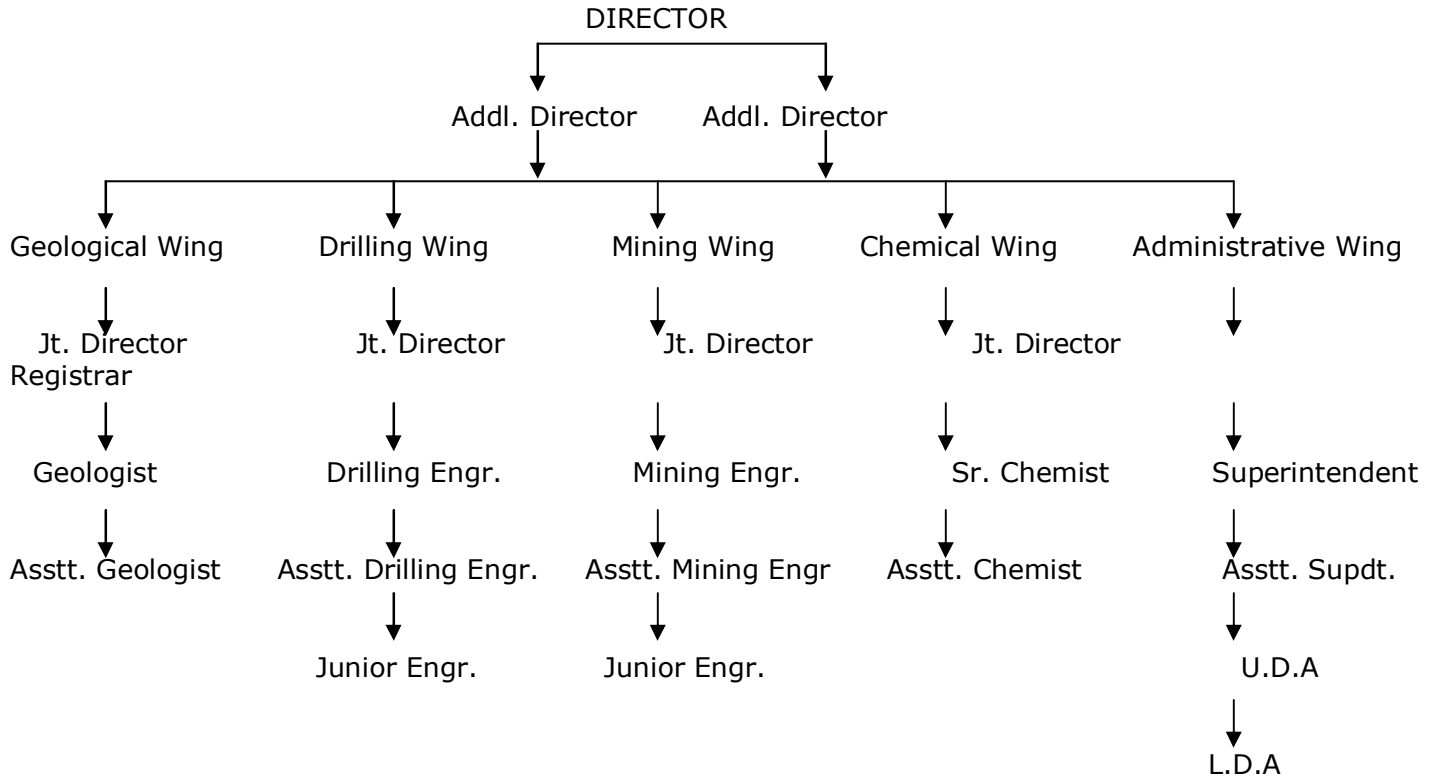 DIRECTOR
Addl. Director Addl. Director
Geological Wing Drilling Wing Mining Wing Chemical Wing Administrative Wing
Jt. Director Jt. Director Jt. Director Jt. Director
Registrar
Geologist Drilling Engr. Mining Engr. Sr. Chemist Superintendent
Asstt. Geologist Asstt. Drilling Engr. Asstt. Mining Engr Asstt. Chemist Asstt. Supdt.
Junior Engr. Junior Engr. U.D.A
L.D.A